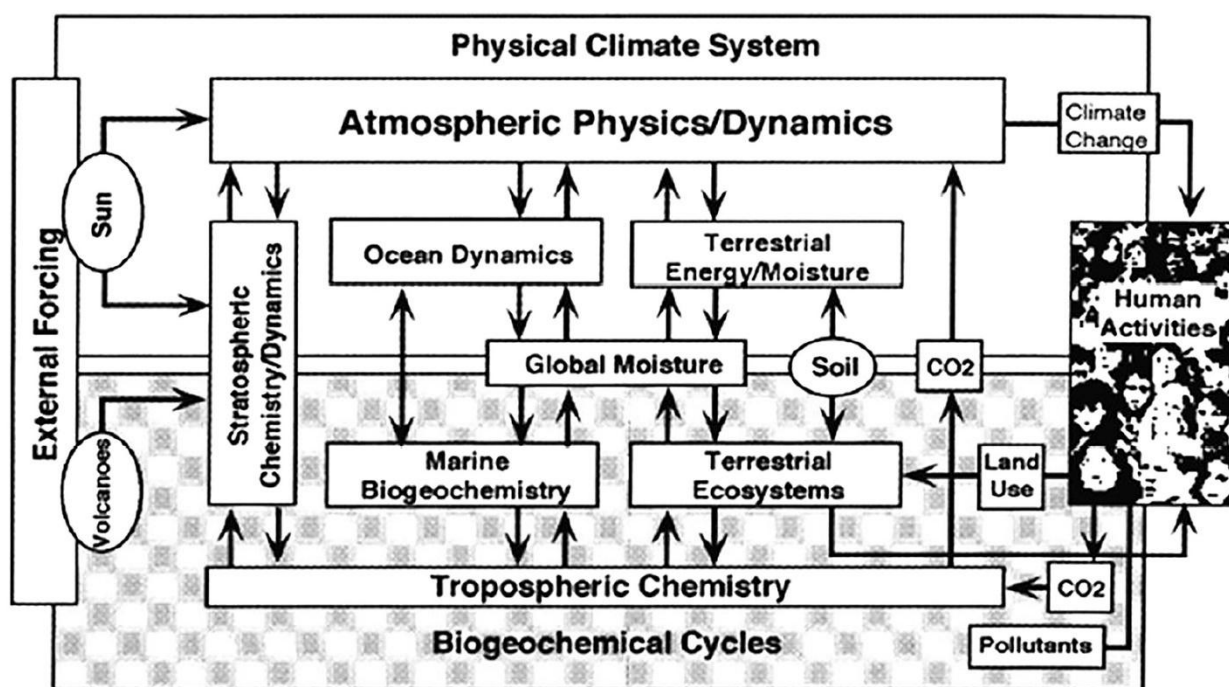 Physical Climate System
Atmospheric Physics/Dynamics
Climate
Change
External Forcing
Sun
Stratospheric
Chemistry/Dynamics
Ocean Dynamics
Terrestrial
Energy/Moisture
Human
Activities
Global Moisture
Soil
CO2
Volcanoes
Marine
Biogeochemistry
Terrestrial
Ecosystems
Land
Use
Tropospheric Chemistry
CO2
Biogeochemical Cycles
Pollutants